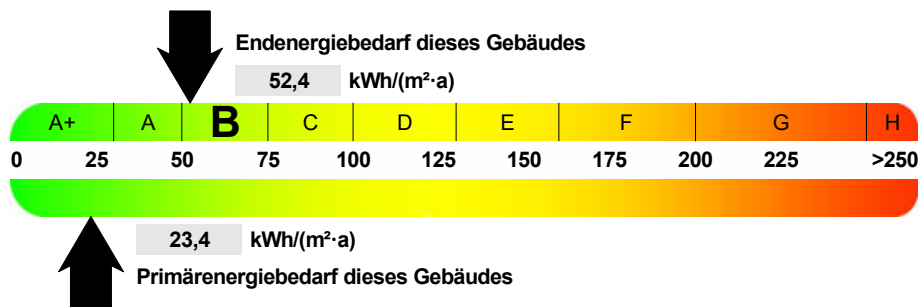 Endenergiebedarf dieses Gebäudes
52,4 kWh/(m²·a)
A+ A B C D E F G H
0 25 50 75 100 125 150 175 200 225 >250
23,4 kWh/(m²·a)
Primärenergiebedarf dieses Gebäudes